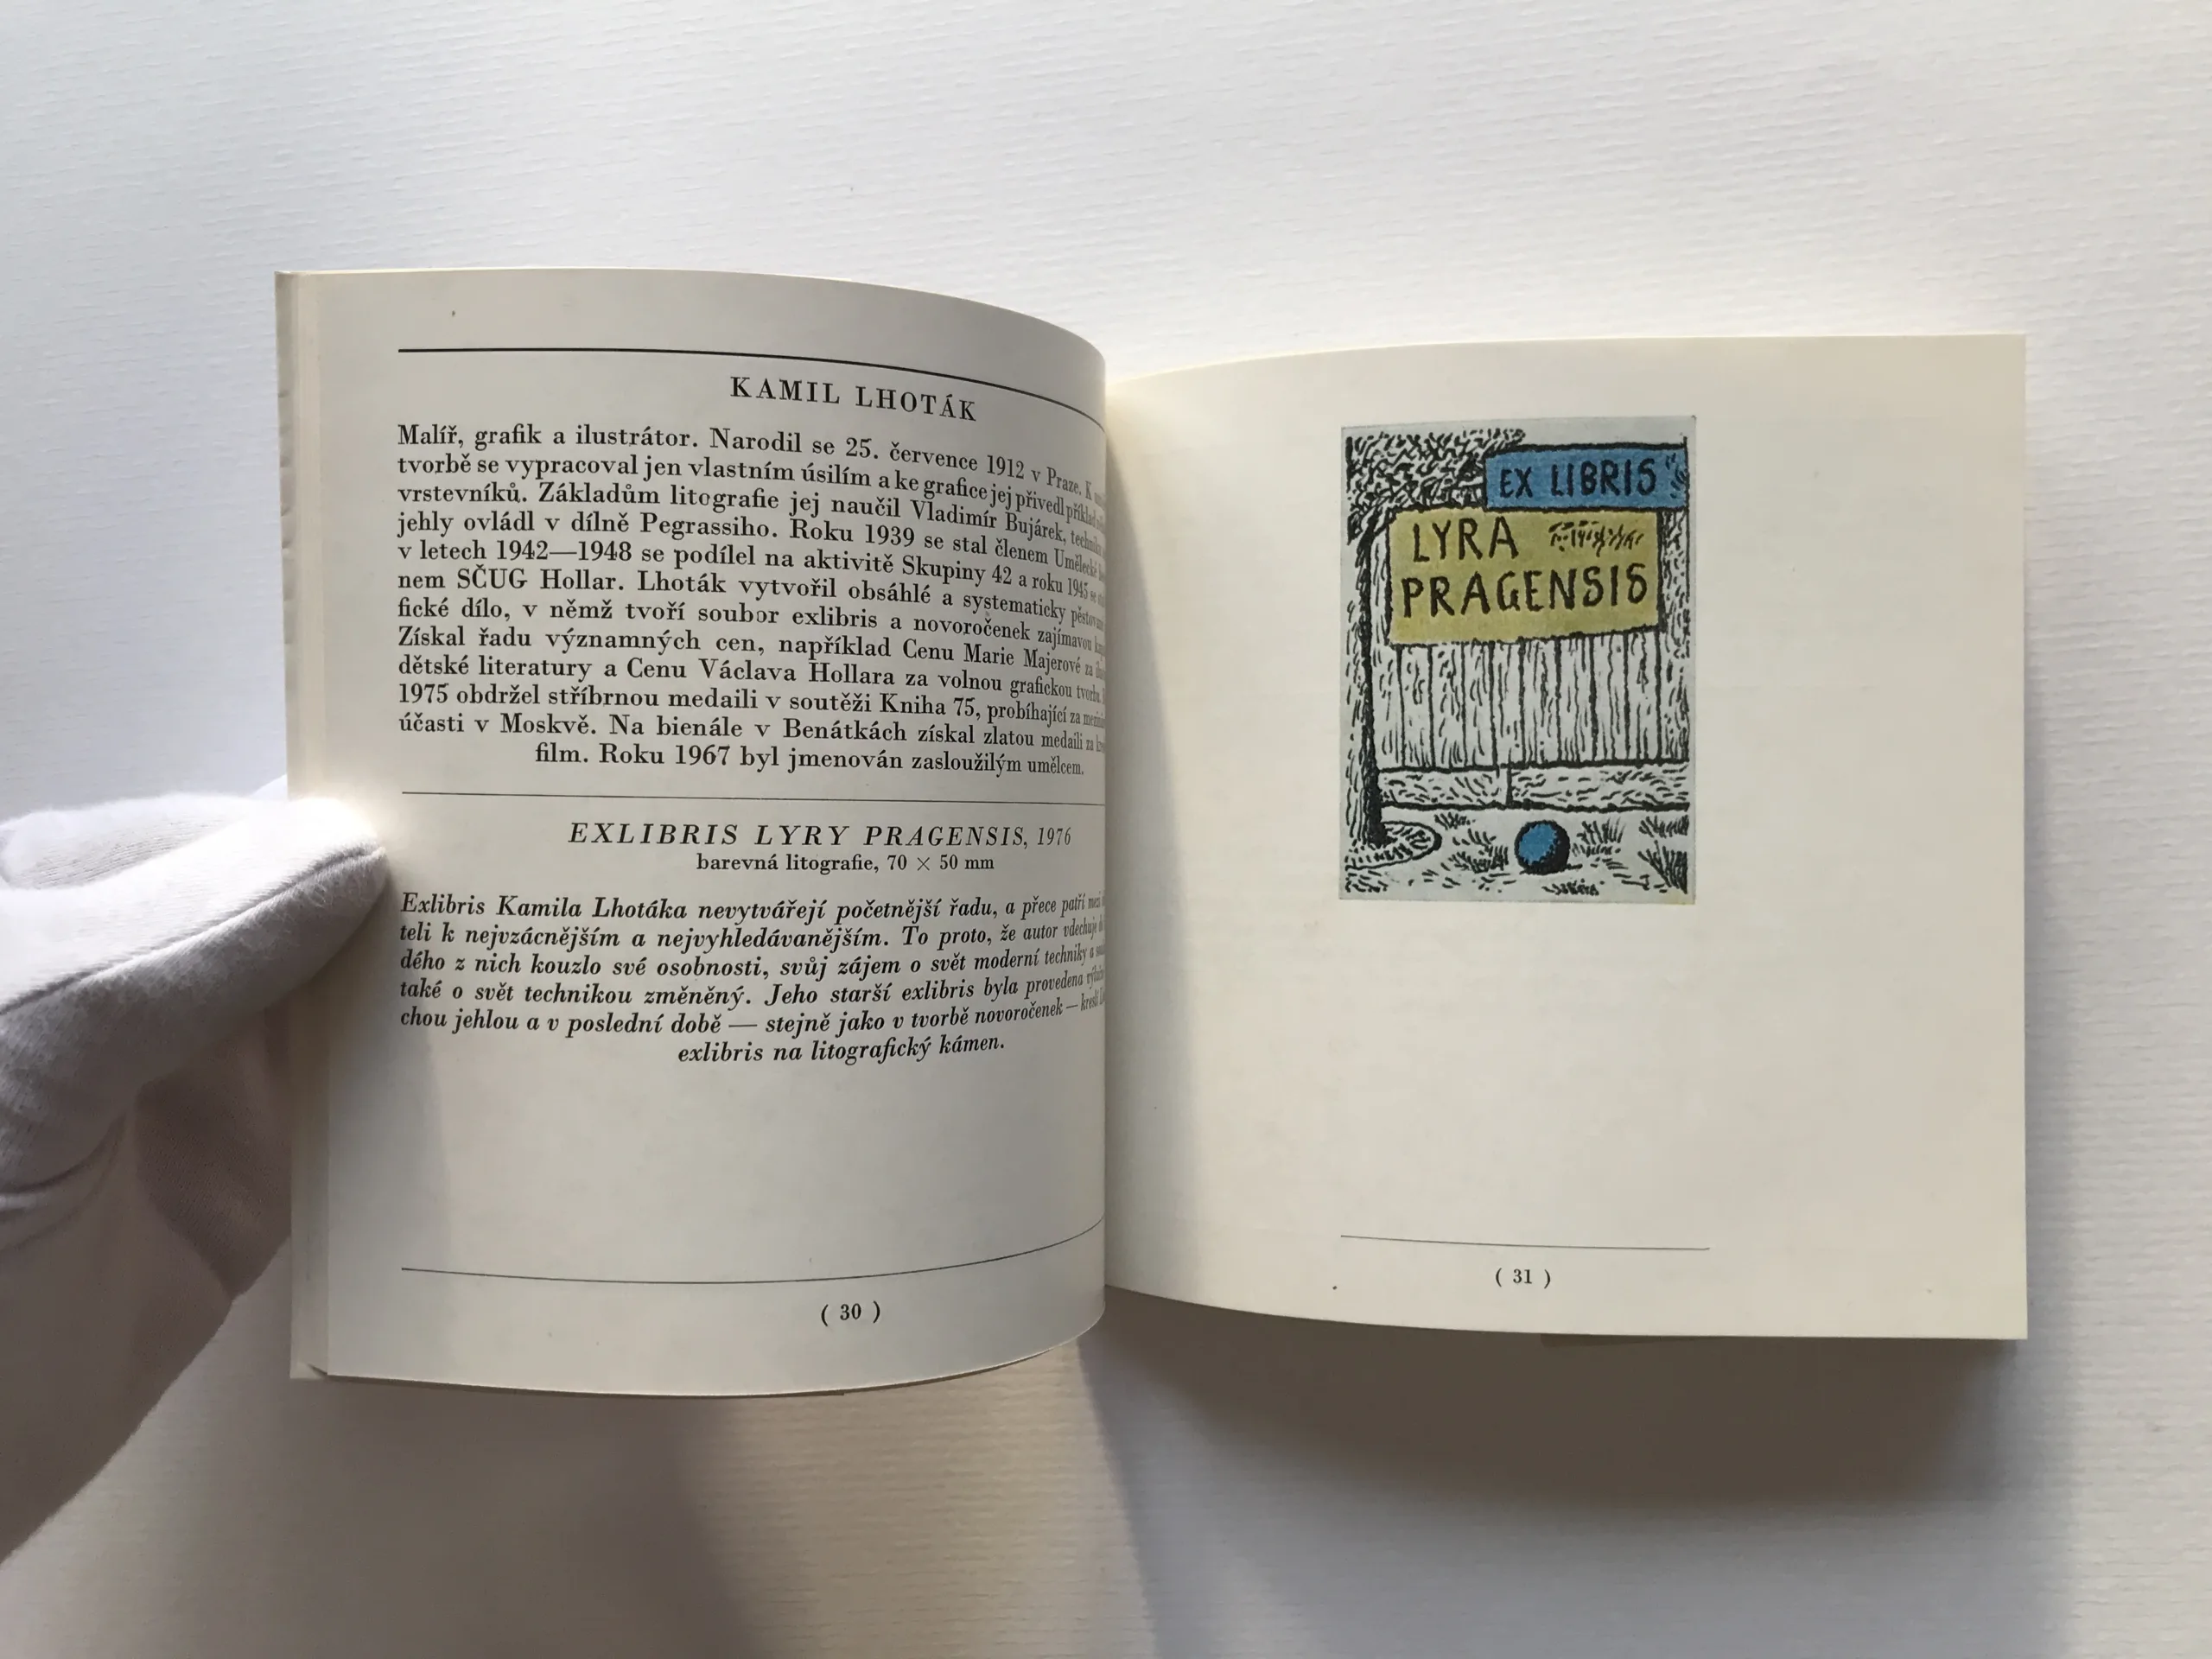 KAMIL LHOTÁK
Malíř, grafik a ilustrátor. Narodil se 25. července 1912 v Praze. K
tvorbě se vypracoval jen vlastním úsilím a ke grafice jej přivedl příklad
vrstevníků. Základům litografie jej naučil Vladimír Bujárek, techniku
jehly ovládl v dílně Pegrassiho. Roku 1939 se stal členem Umělecké
v letech 1942—1948 se podílel na aktivitě Skupiny 42 a roku 1945 se
nem SČUG Hollar. Lhoták vytvořil obsáhlé a systematicky
fické dílo, v němž tvoří soubor exlibris a novoročenek zajímavou
Získal řadu významných cen, například Cenu Marie Majerové za
dětské literatury a Cenu Václava Hollara za volnou grafickou tvorbu.
1975 obdržel stříbrnou medaili v soutěži Kniha 75, probíhající za
účasti v Moskvě. Na bienále v Benátkách získal zlatou medaili za
film. Roku 1967 byl jmenován zasloužilým umělcem.
EXLIBRIS LYRY PRAGENSIS, 1976
barevná litografie, 70 × 50 mm
Exlibris Kamila Lhotáka nevytvářejí početnější řadu, a přece patří mezi
teli k nejvzácnějším a nejvyhledávanějším. To proto, že autor vdechuje do
dého z nich kouzlo své osobnosti, svůj zájem o svět moderní techniky a
také o svět technikou změněný. Jeho starší exlibris byla provedena
chou jehlou a v poslední době — stejně jako v tvorbě novoročenek — kreslí
exlibris na litografický kámen.
( 30 )
EX LIBRIS
LYRA
PRAGENSIS
( 31 )